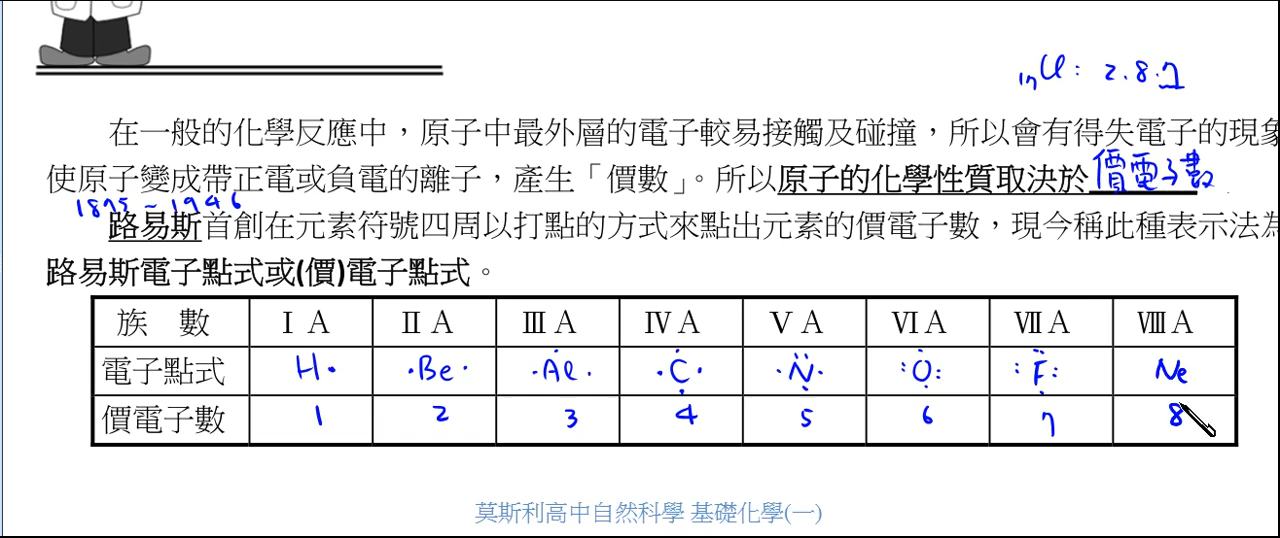 ₁₇Cl: 2.8.7
在一般的化學反應中，原子中最外層的電子較易接觸及碰撞，所以會有得失電子的現象
使原子變成帶正電或負電的離子，產生「價數」。所以原子的化學性質取決於價電子數
1875~1946
路易斯首創在元素符號四周以打點的方式來點出元素的價電子數，現今稱此種表示法為
路易斯電子點式或(價)電子點式。
族 數 ⅠA ⅡA ⅢA ⅣA ⅤA ⅥA ⅦA ⅧA
電子點式 H· ·Be· ·Al· ·C· ·N· :O: :F: Ne
價電子數 1 2 3 4 5 6 7 8
莫斯利高中自然科學 基礎化學(一)